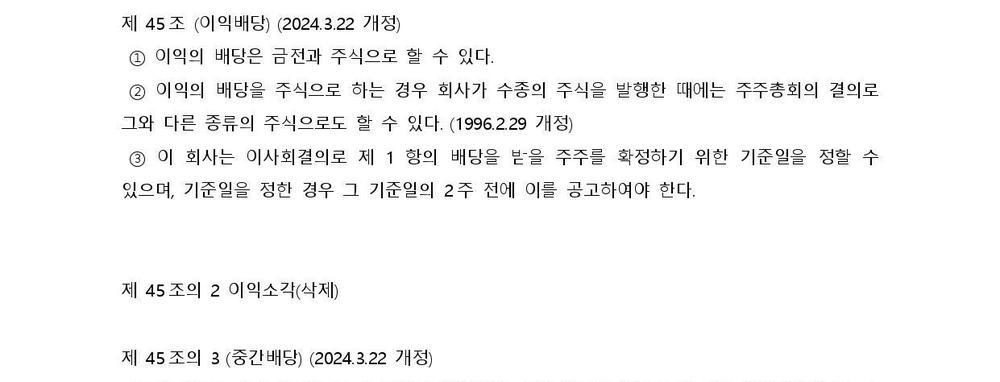 제 45조 (이익배당) (2024.3.22 개정)
① 이익의 배당은 금전과 주식으로 할 수 있다.
② 이익의 배당을 주식으로 하는 경우 회사가 수종의 주식을 발행한 때에는 주주총회의 결의로
그와 다른 종류의 주식으로도 할 수 있다. (1996.2.29 개정)
③ 이 회사는 이사회결의로 제 1 항의 배당을 받을 주주를 확정하기 위한 기준일을 정할 수
있으며, 기준일을 정한 경우 그 기준일의 2주 전에 이를 공고하여야 한다.
제 45조의 2 이익소각(삭제)
제 45조의 3 (중간배당) (2024.3.22 개정)